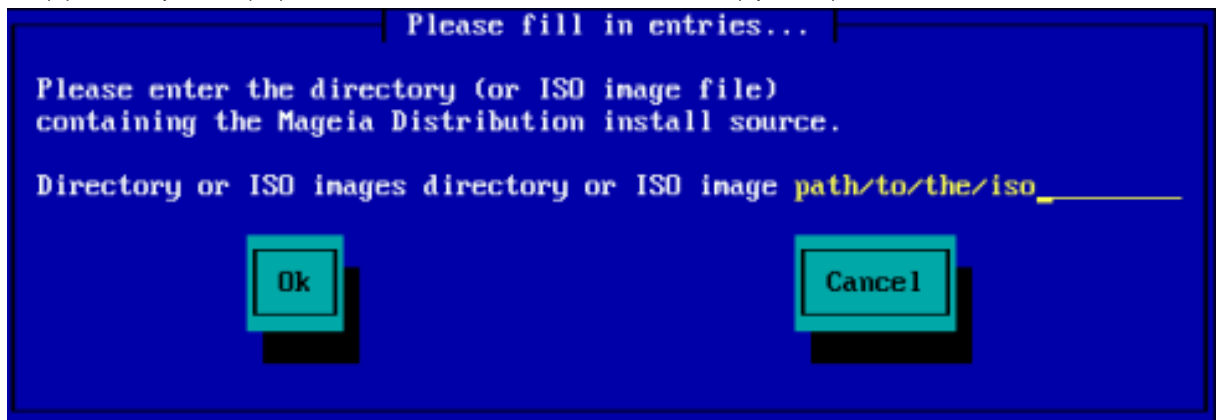 Please fill in entries...
Please enter the directory (or ISO image file)
containing the Mageia Distribution install source.
Directory or ISO images directory or ISO image path/to/the/iso_
Ok Cancel